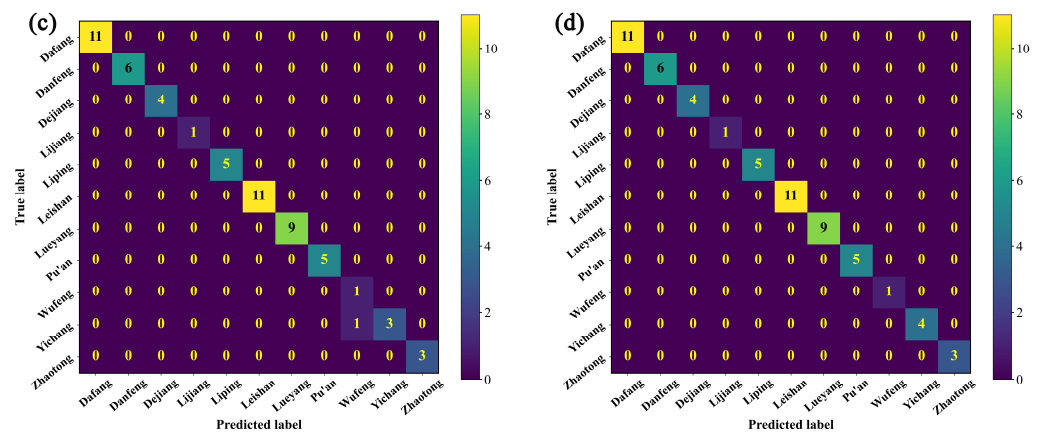 (c)
Dafang 11 0 0 0 0 0 0 0 0 0 0
Danfeng 0 6 0 0 0 0 0 0 0 0 0
Dejiang 0 0 4 0 0 0 0 0 0 0 0
Lijiang 0 0 0 1 0 0 0 0 0 0 0
Liping 0 0 0 0 5 0 0 0 0 0 0
Leishan 0 0 0 0 0 11 0 0 0 0 0
Lueyang 0 0 0 0 0 0 9 0 0 0 0
Pu'an 0 0 0 0 0 0 0 5 0 0 0
Wufeng 0 0 0 0 0 0 0 0 1 0 0
Yichang 0 0 0 0 0 0 0 0 1 3 0
Zhaotong 0 0 0 0 0 0 0 0 0 0 3
True label
Dafang Danfeng Dejiang Lijiang Liping Leishan Lueyang Pu'an Wufeng Yichang Zhaotong
Predicted label
10
8
6
4
2
0
(d)
Dafang 11 0 0 0 0 0 0 0 0 0 0
Danfeng 0 6 0 0 0 0 0 0 0 0 0
Dejiang 0 0 4 0 0 0 0 0 0 0 0
Lijiang 0 0 0 1 0 0 0 0 0 0 0
Liping 0 0 0 0 5 0 0 0 0 0 0
Leishan 0 0 0 0 0 11 0 0 0 0 0
Lueyang 0 0 0 0 0 0 9 0 0 0 0
Pu'an 0 0 0 0 0 0 0 5 0 0 0
Wufeng 0 0 0 0 0 0 0 0 1 0 0
Yichang 0 0 0 0 0 0 0 0 0 4 0
Zhaotong 0 0 0 0 0 0 0 0 0 0 3
True label
Dafang Danfeng Dejiang Lijiang Liping Leishan Lueyang Pu'an Wufeng Yichang Zhaotong
Predicted label
10
8
6
4
2
0